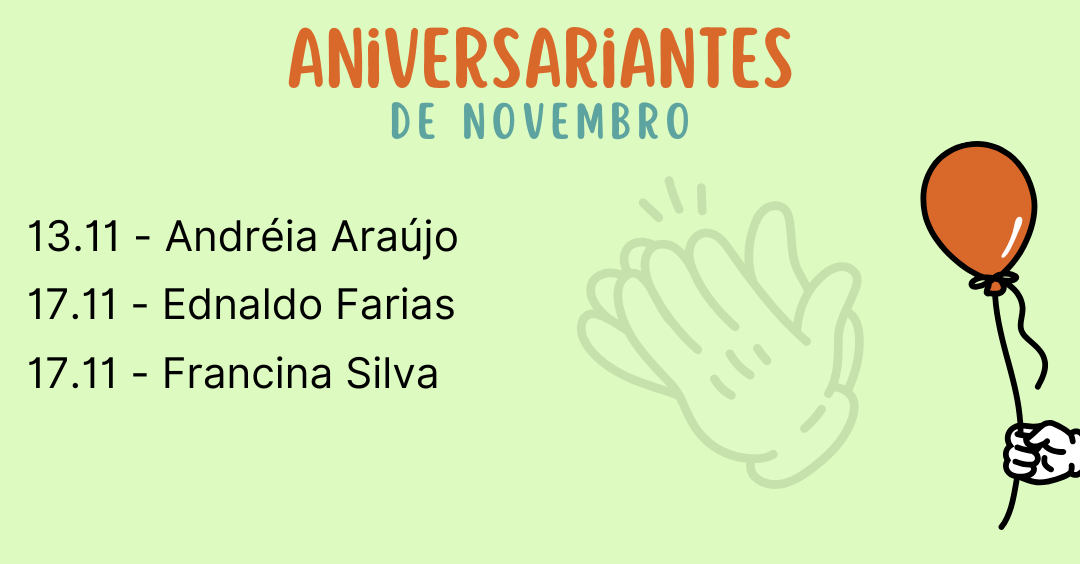 ANIVERSARIANTES
DE NOVEMBRO
13.11 - Andréia Araújo
17.11 - Ednaldo Farias
17.11 - Francina Silva